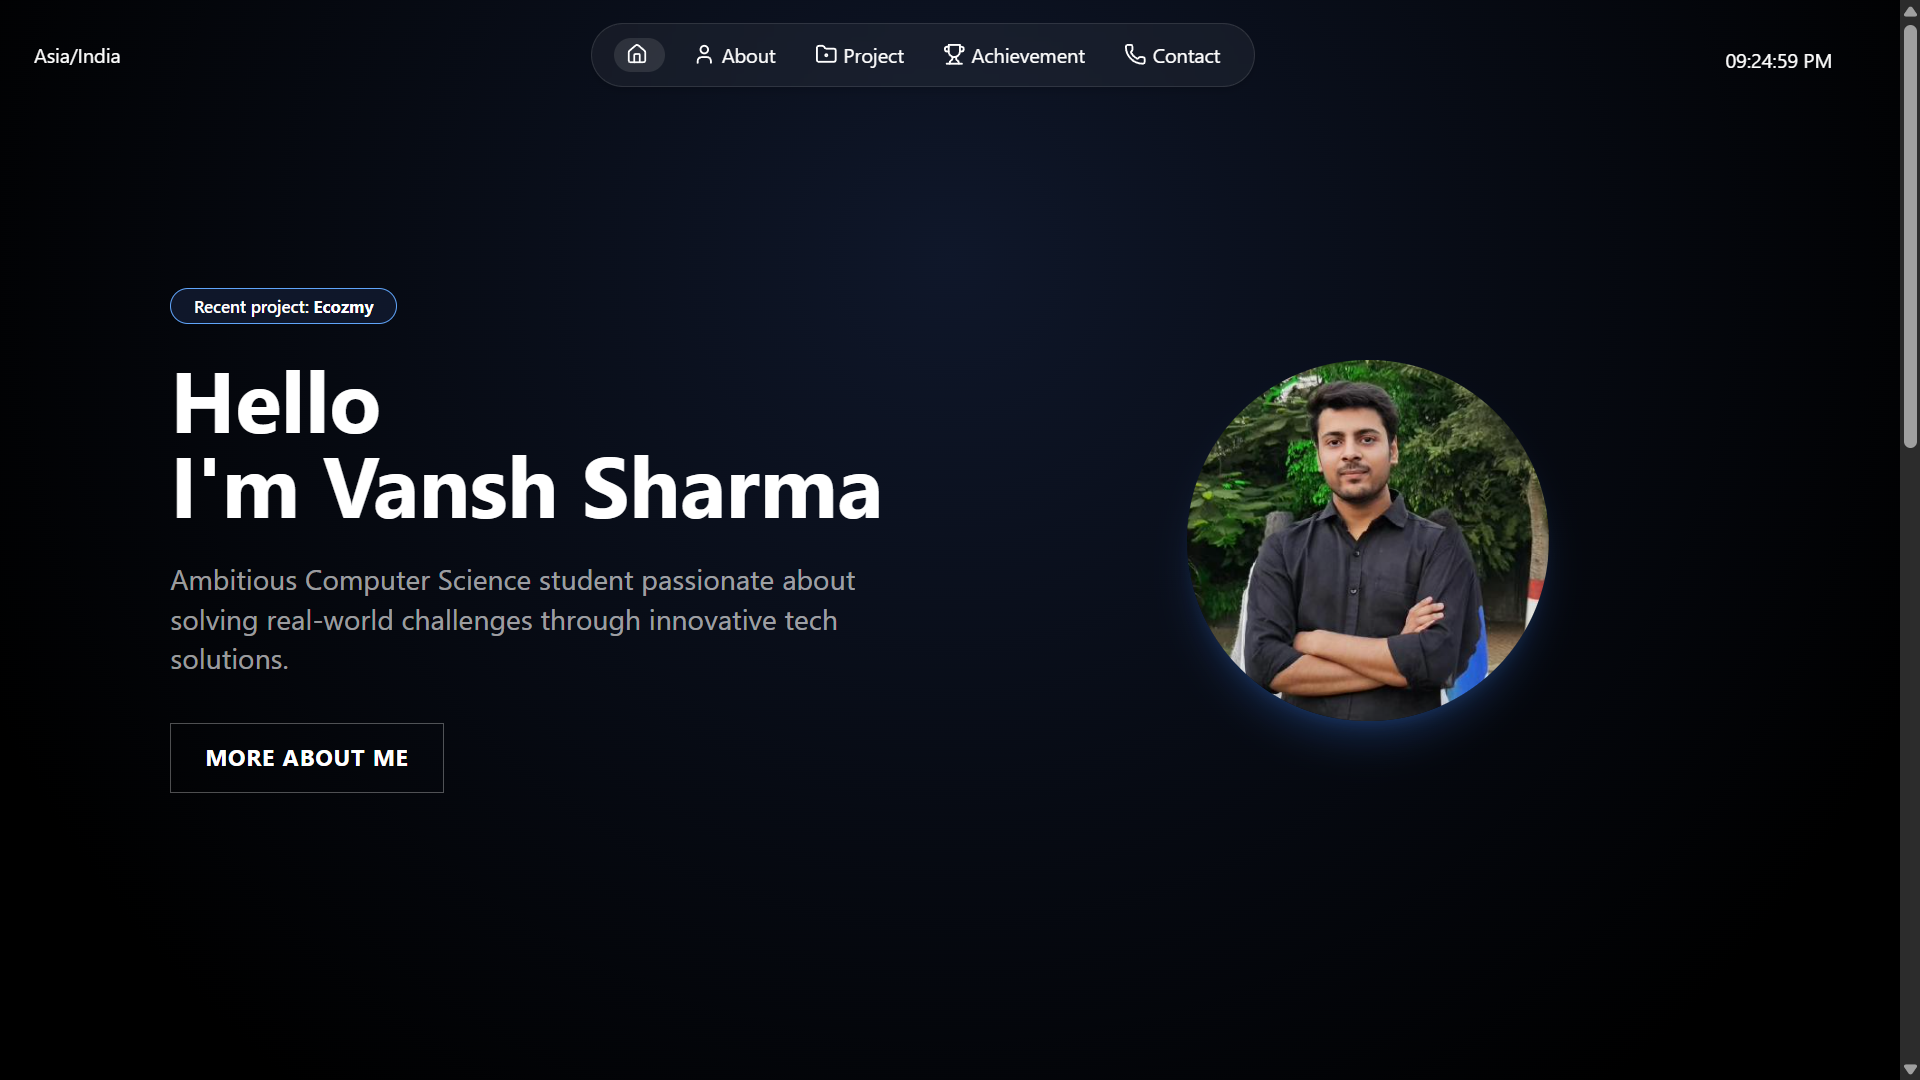 Asia/India
About
Project
Achievement
Contact
09:24:59 PM
Recent project: Ecozmy
Hello
I'm Vansh Sharma
Ambitious Computer Science student passionate about
solving real-world challenges through innovative tech
solutions.
MORE ABOUT ME